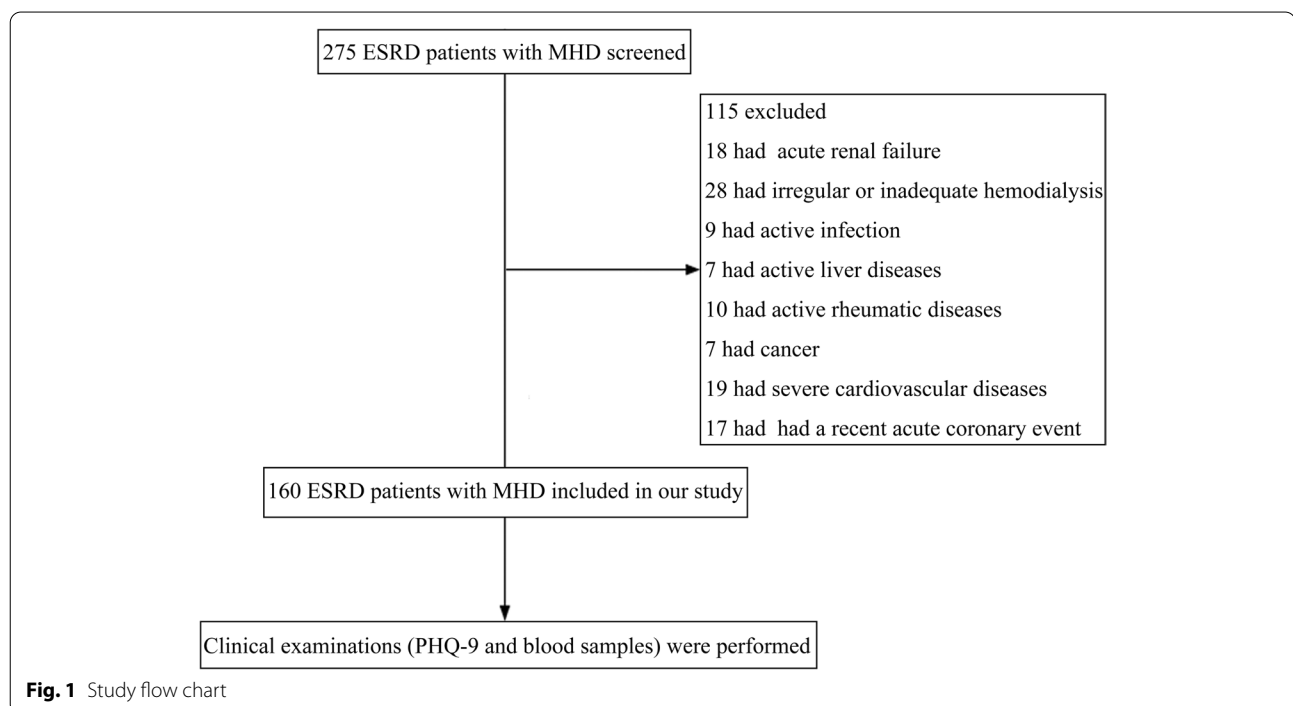 275 ESRD patients with MHD screened
115 excluded
18 had acute renal failure
28 had irregular or inadequate hemodialysis
9 had active infection
7 had active liver diseases
10 had active rheumatic diseases
7 had cancer
19 had severe cardiovascular diseases
17 had had a recent acute coronary event
160 ESRD patients with MHD included in our study
Clinical examinations (PHQ-9 and blood samples) were performed
Fig. 1 Study flow chart